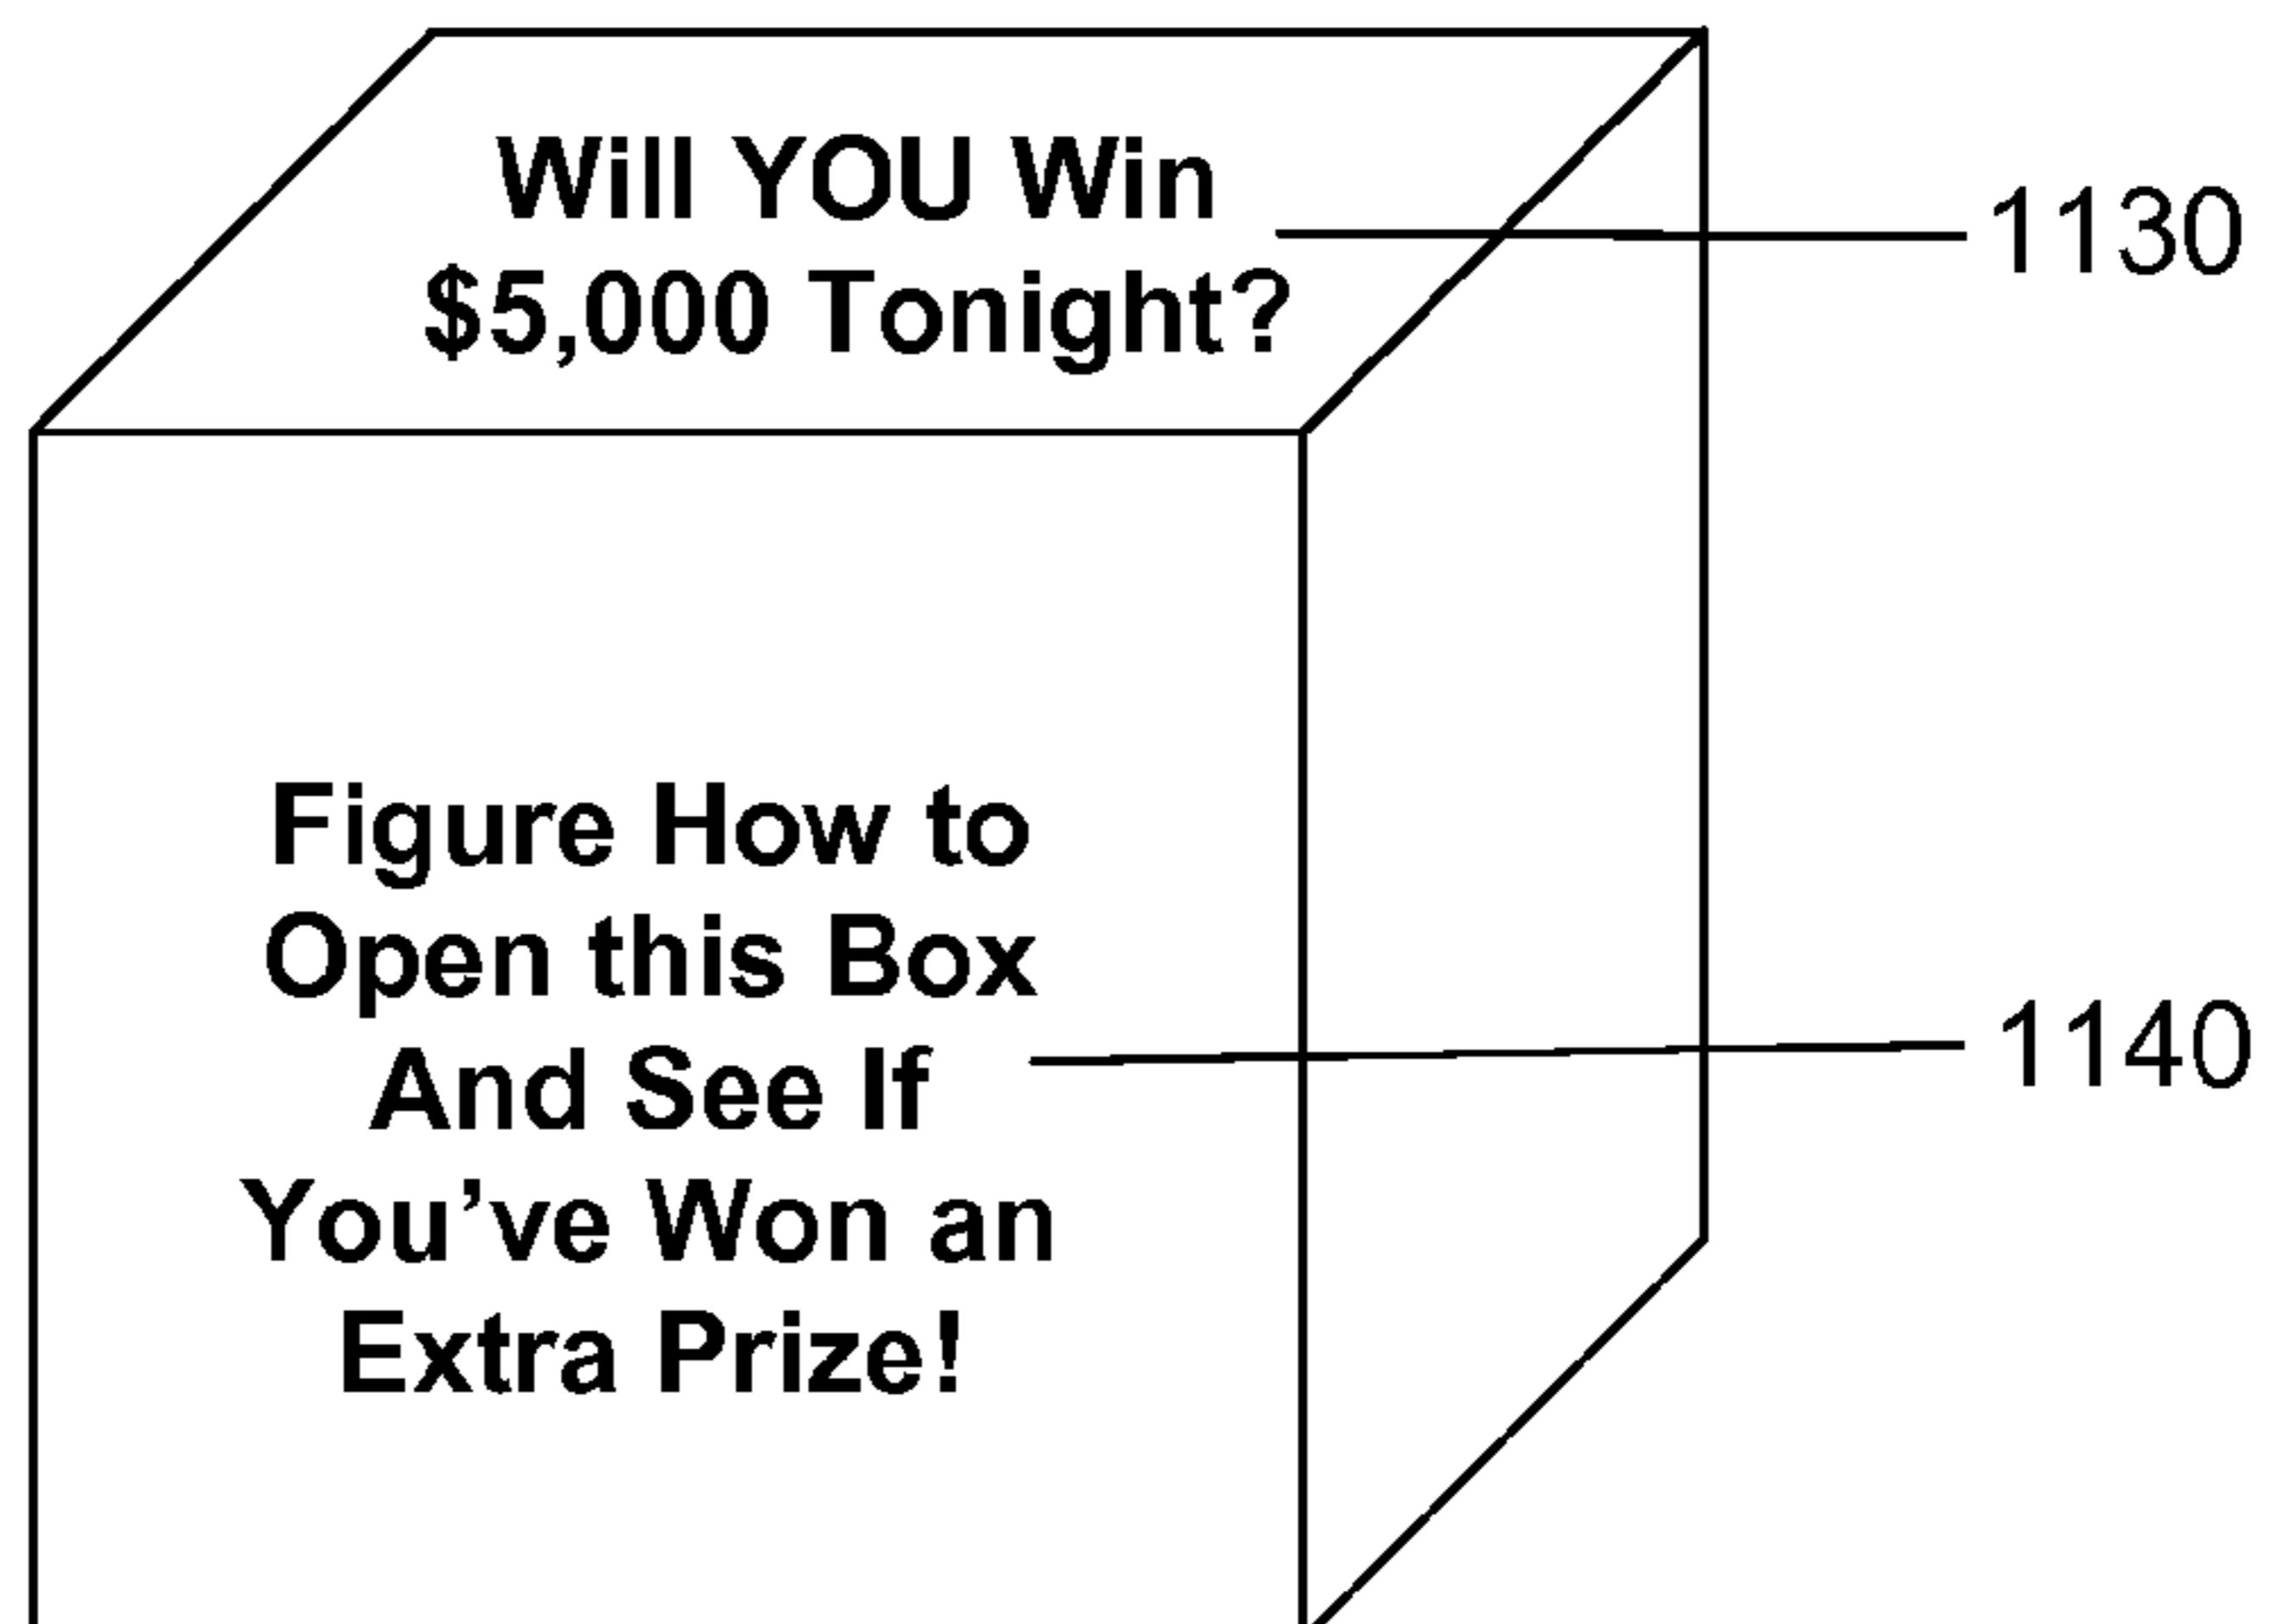 Will YOU Win
$5,000 Tonight?
1130
Figure How to
Open this Box
And See If
You've Won an
Extra Prize!
1140